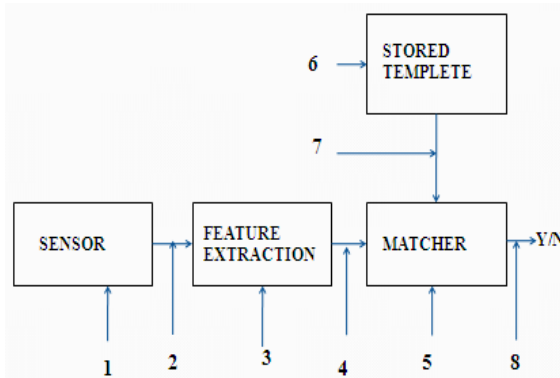 STORED
TEMPLETE
6
7
SENSOR
FEATURE
EXTRACTION
MATCHER
Y/N
1
2
3
4
5
8